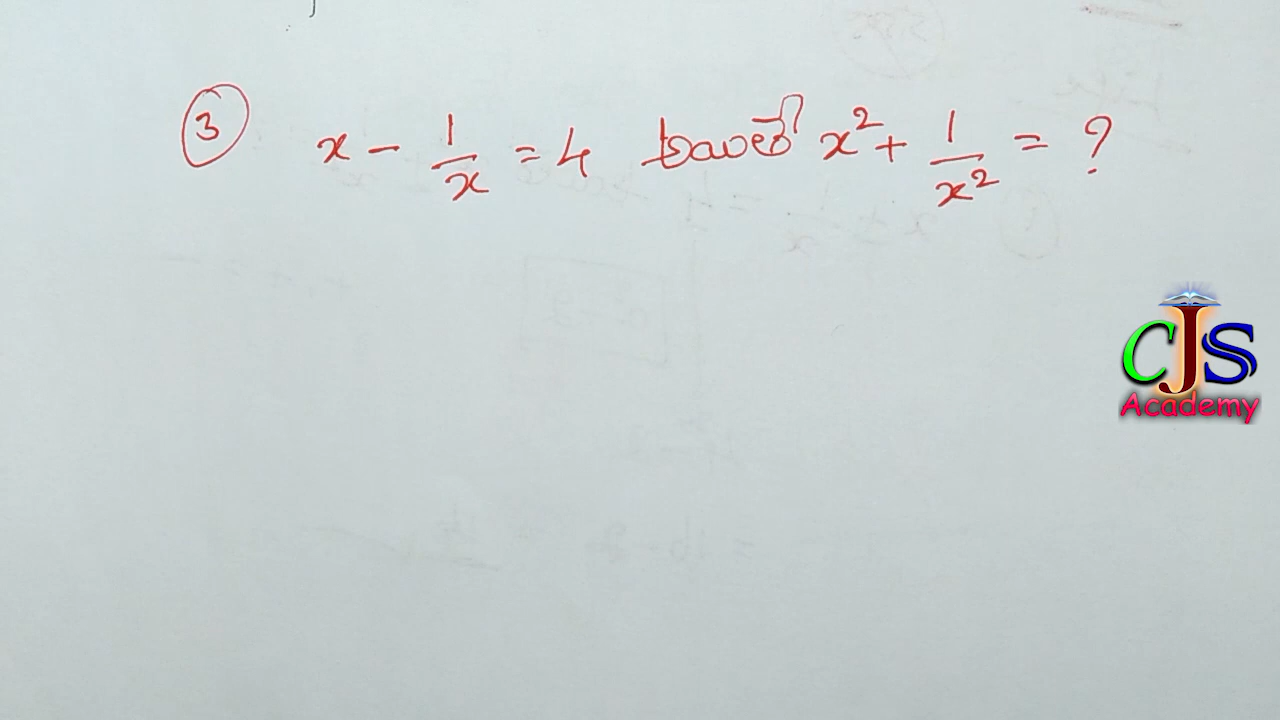 ③ x - 1/x = 4 x² + 1/x² = ?
CJS
Academy